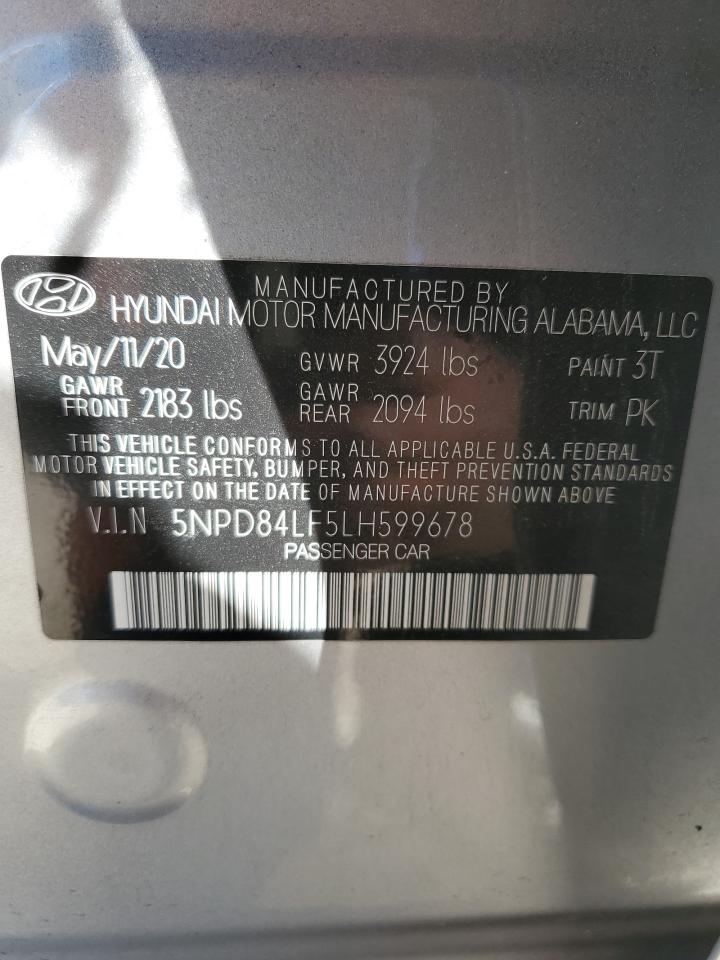 MANUFACTURED BY
HYUNDAI MOTOR MANUFACTURING ALABAMA, LLC
May/11/20 GVWR 3924 lbs PAINT 3T
GAWR FRONT 2183 lbs GAWR REAR 2094 lbs TRIM PK
THIS VEHICLE CONFORMS TO ALL APPLICABLE U.S.A. FEDERAL
MOTOR VEHICLE SAFETY, BUMPER, AND THEFT PREVENTION STANDARDS
IN EFFECT ON THE DATE OF MANUFACTURE SHOWN ABOVE
V.I.N 5NPD84LF5LH599678
PASSENGER CAR